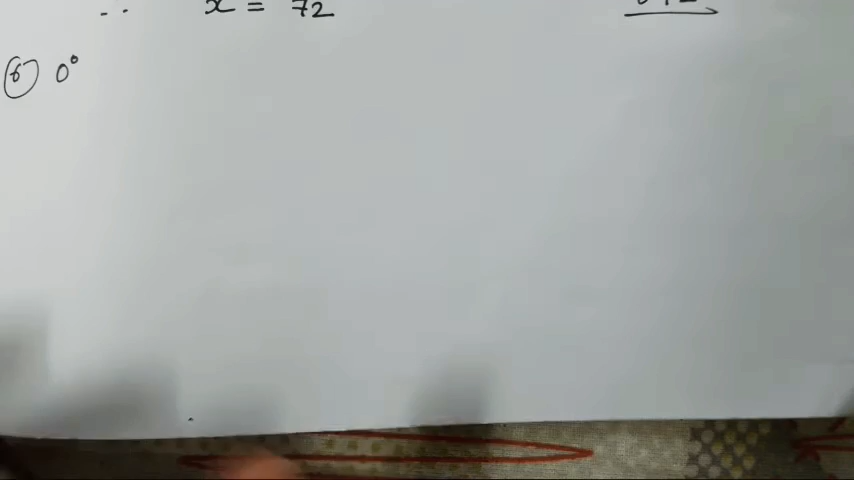 ∴ x = 72
⑥ 0°